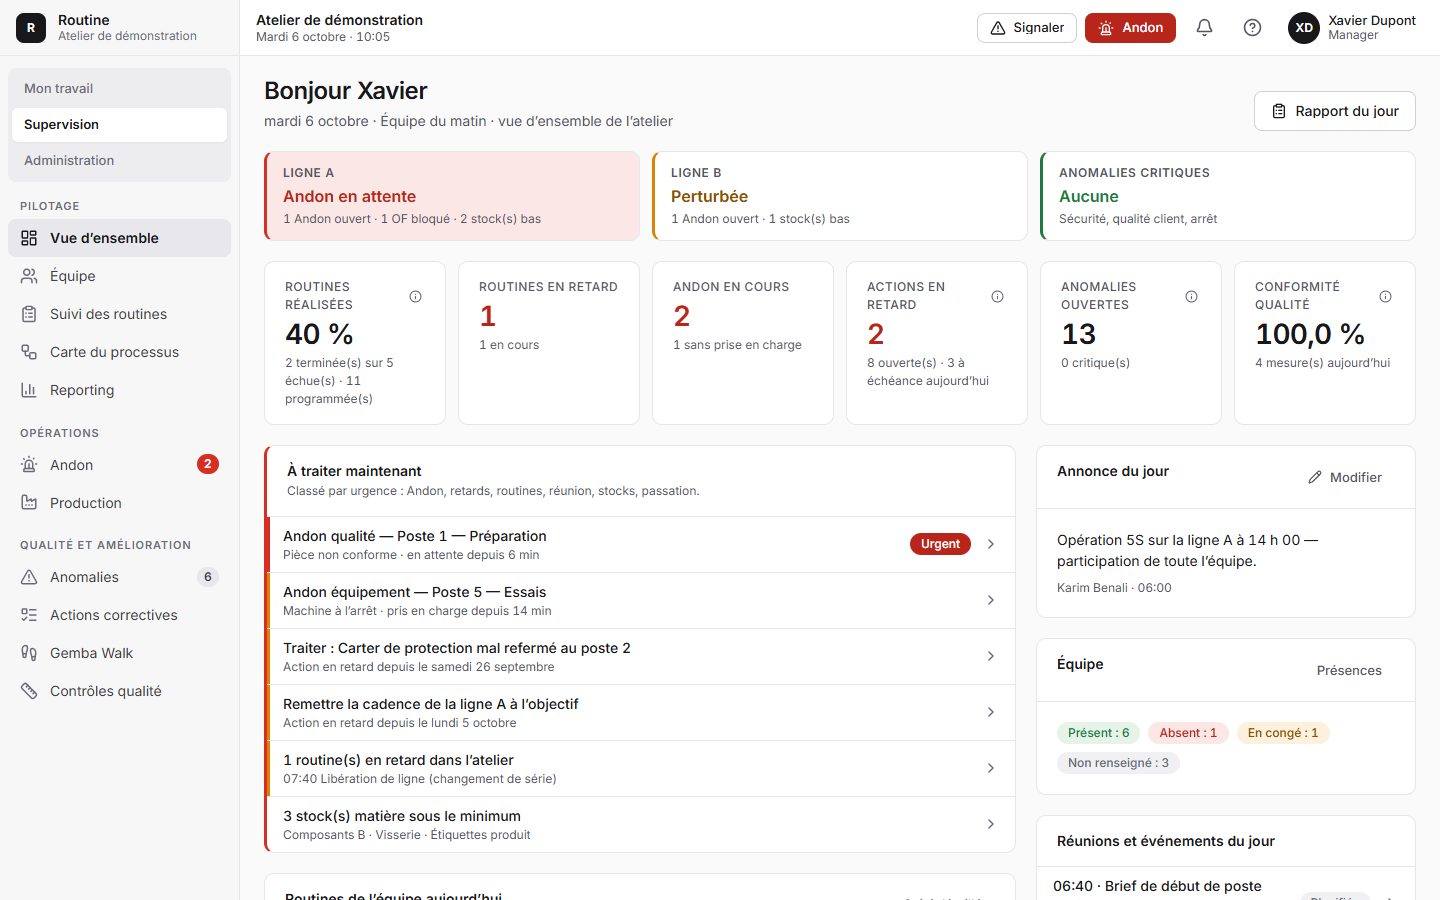 R
Routine
Atelier de démonstration
Mon travail
Supervision
Administration
PILOTAGE
Vue d’ensemble
Équipe
Suivi des routines
Carte du processus
Reporting
OPÉRATIONS
Andon
2
Production
QUALITÉ ET AMÉLIORATION
Anomalies
6
Actions correctives
Gemba Walk
Contrôles qualité
Atelier de démonstration
Mardi 6 octobre · 10:05
Signaler
Andon
XD
Xavier Dupont
Manager
Bonjour Xavier
mardi 6 octobre · Équipe du matin · vue d’ensemble de l’atelier
Rapport du jour
LIGNE A
Andon en attente
1 Andon ouvert · 1 OF bloqué · 2 stock(s) bas
LIGNE B
Perturbée
1 Andon ouvert · 1 stock(s) bas
ANOMALIES CRITIQUES
Aucune
Sécurité, qualité client, arrêt
ROUTINES
RÉALISÉES
40 %
2 terminée(s) sur 5
échue(s) · 11
programmée(s)
ROUTINES EN RETARD
1
1 en cours
ANDON EN COURS
2
1 sans prise en charge
ACTIONS EN
RETARD
2
8 ouverte(s) · 3 à
échéance aujourd’hui
ANOMALIES
OUVERTES
13
0 critique(s)
CONFORMITÉ
QUALITÉ
100,0 %
4 mesure(s) aujourd’hui
À traiter maintenant
Classé par urgence : Andon, retards, routines, réunion, stocks, passation.
Andon qualité — Poste 1 — Préparation
Pièce non conforme · en attente depuis 6 min
Urgent
Andon équipement — Poste 5 — Essais
Machine à l’arrêt · pris en charge depuis 14 min
Traiter : Carter de protection mal refermé au poste 2
Action en retard depuis le samedi 26 septembre
Remettre la cadence de la ligne A à l’objectif
Action en retard depuis le lundi 5 octobre
1 routine(s) en retard dans l’atelier
07:40 Libération de ligne (changement de série)
3 stock(s) matière sous le minimum
Composants B · Visserie · Étiquettes produit
Routines de l’équipe aujourd’hui
Annonce du jour
Modifier
Opération 5S sur la ligne A à 14 h 00 —
participation de toute l’équipe.
Karim Benali · 06:00
Équipe
Présences
Présent : 6
Absent : 1
En congé : 1
Non renseigné : 3
Réunions et événements du jour
06:40 · Brief de début de poste